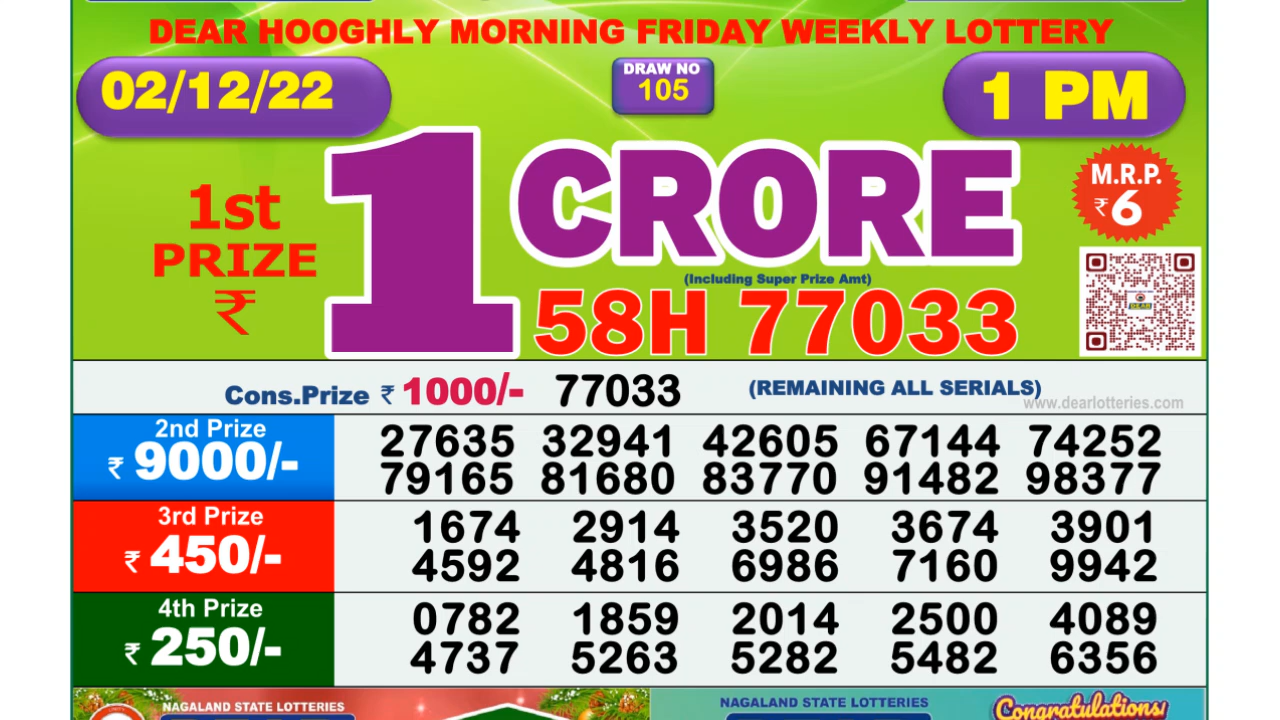 DEAR HOOGHLY MORNING FRIDAY WEEKLY LOTTERY
02/12/22
DRAW NO
105
1 PM
1st
PRIZE
₹
1 CRORE
(Including Super Prize Amt)
58H 77033
M.R.P.
₹ 6
Cons.Prize ₹ 1000/- 77033 (REMAINING ALL SERIALS)
www.dearlotteries.com
2nd Prize
₹ 9000/-
27635 32941 42605 67144 74252
79165 81680 83770 91482 98377
3rd Prize
₹ 450/-
1674 2914 3520 3674 3901
4592 4816 6986 7160 9942
4th Prize
₹ 250/-
0782 1859 2014 2500 4089
4737 5263 5282 5482 6356
NAGALAND STATE LOTTERIES
NAGALAND STATE LOTTERIES
Congratulations!